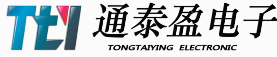 TTY 通泰盈电子
TONGTAIYING ELECTRONIC